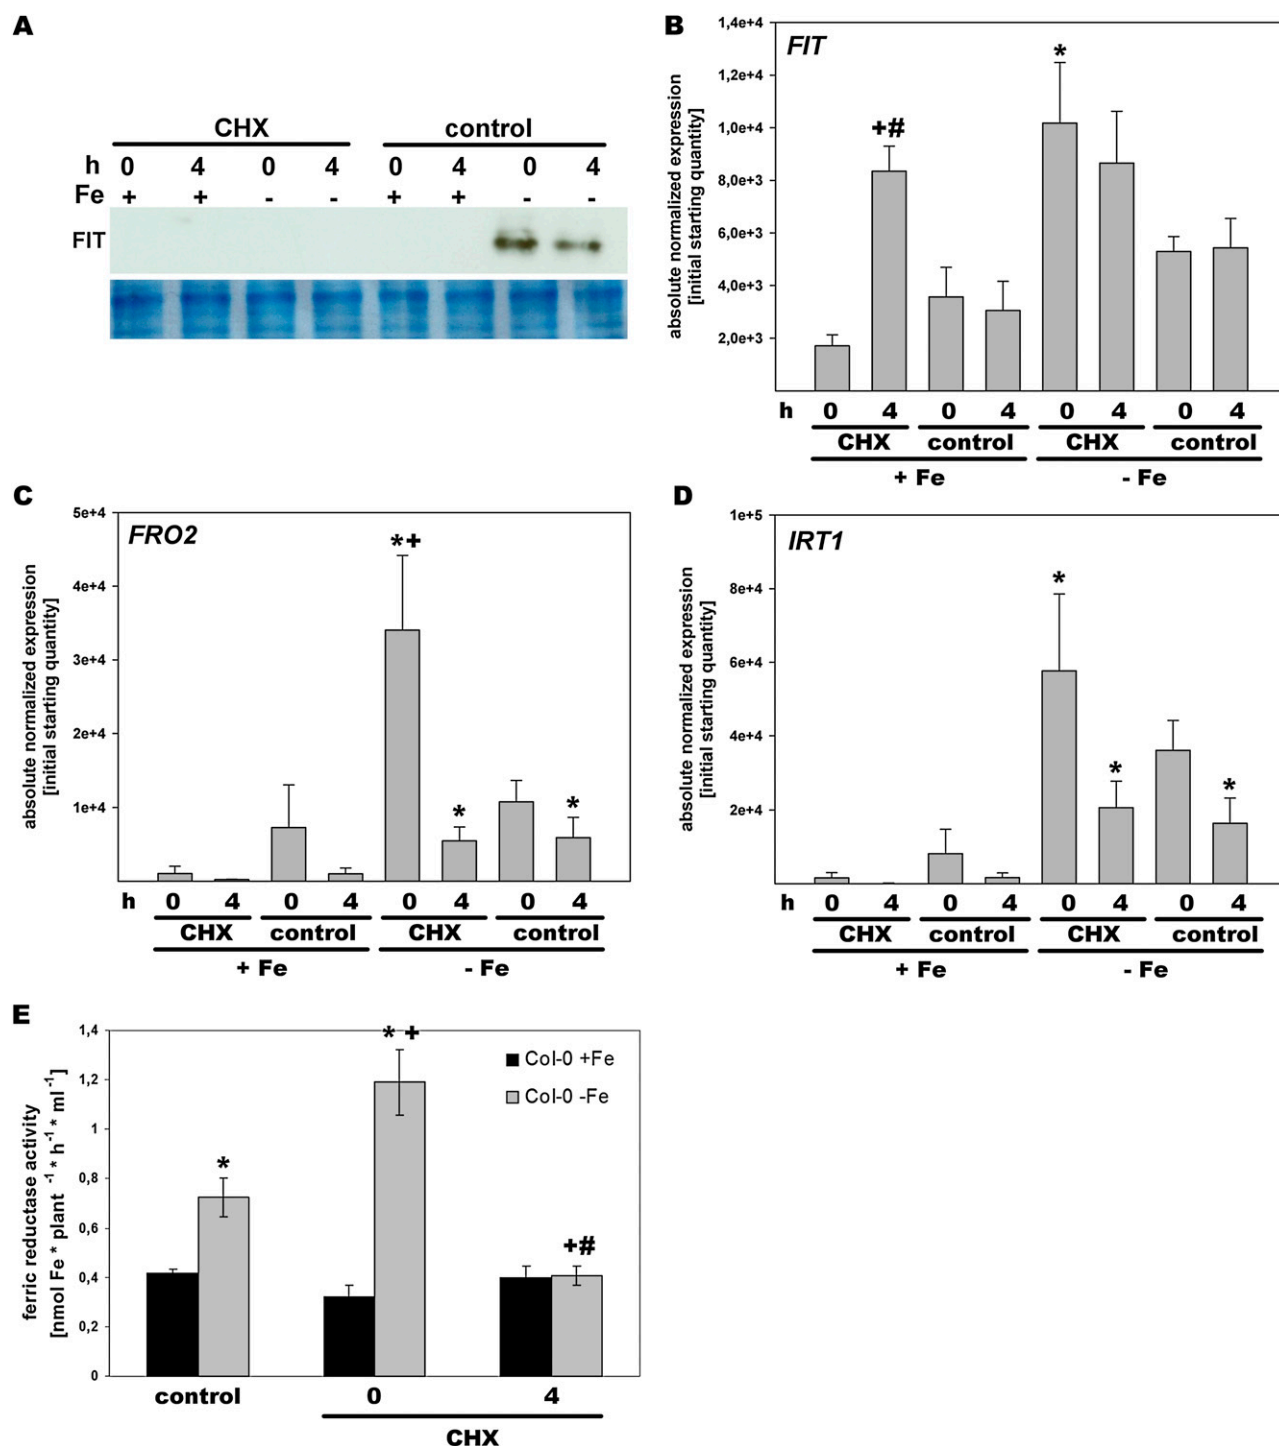 A
CHX control
h 0 4 0 4 0 4 0 4
Fe + + - - + + - -
FIT
B
FIT
absolute normalized expression
[initial starting quantity]
1,4e+4
1,2e+4
1,0e+4
8,0e+3
6,0e+3
4,0e+3
2,0e+3
+#
*
h 0 4 0 4 0 4 0 4
CHX control CHX control
+ Fe - Fe
C
FRO2
absolute normalized expression
[initial starting quantity]
5e+4
4e+4
3e+4
2e+4
1e+4
*+
* *
h 0 4 0 4 0 4 0 4
CHX control CHX control
+ Fe - Fe
D
IRT1
absolute normalized expression
[initial starting quantity]
1e+5
8e+4
6e+4
4e+4
2e+4
*
* *
h 0 4 0 4 0 4 0 4
CHX control CHX control
+ Fe - Fe
E
ferric reductase activity
[nmol Fe * plant -1 * h-1 * ml -1]
1,4
1,2
1
0,8
0,6
0,4
0,2
0
Col-0 +Fe
Col-0 -Fe
*
* +
+#
control 0 4
CHX